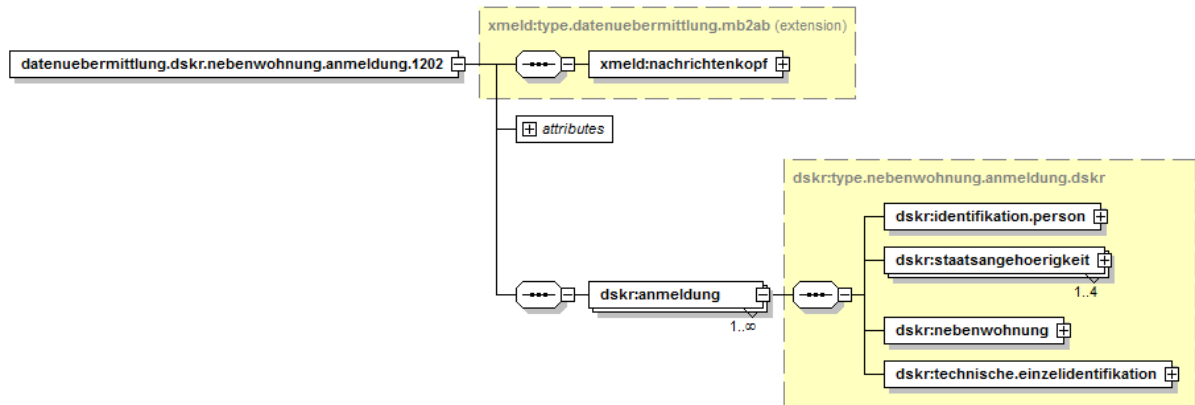 xmeld:type.datenuebermittlung.mb2ab (extension)
datenuebermittlung.dskr.nebenwohnung.anmeldung.1202
xmeld:nachrichtenkopf
attributes
dskr:type.nebenwohnung.anmeldung.dskr
dskr:identifikation.person
dskr:staatsangehoerigkeit
1..4
dskr:anmeldung
1..∞
dskr:nebenwohnung
dskr:technische.einzelidentifikation